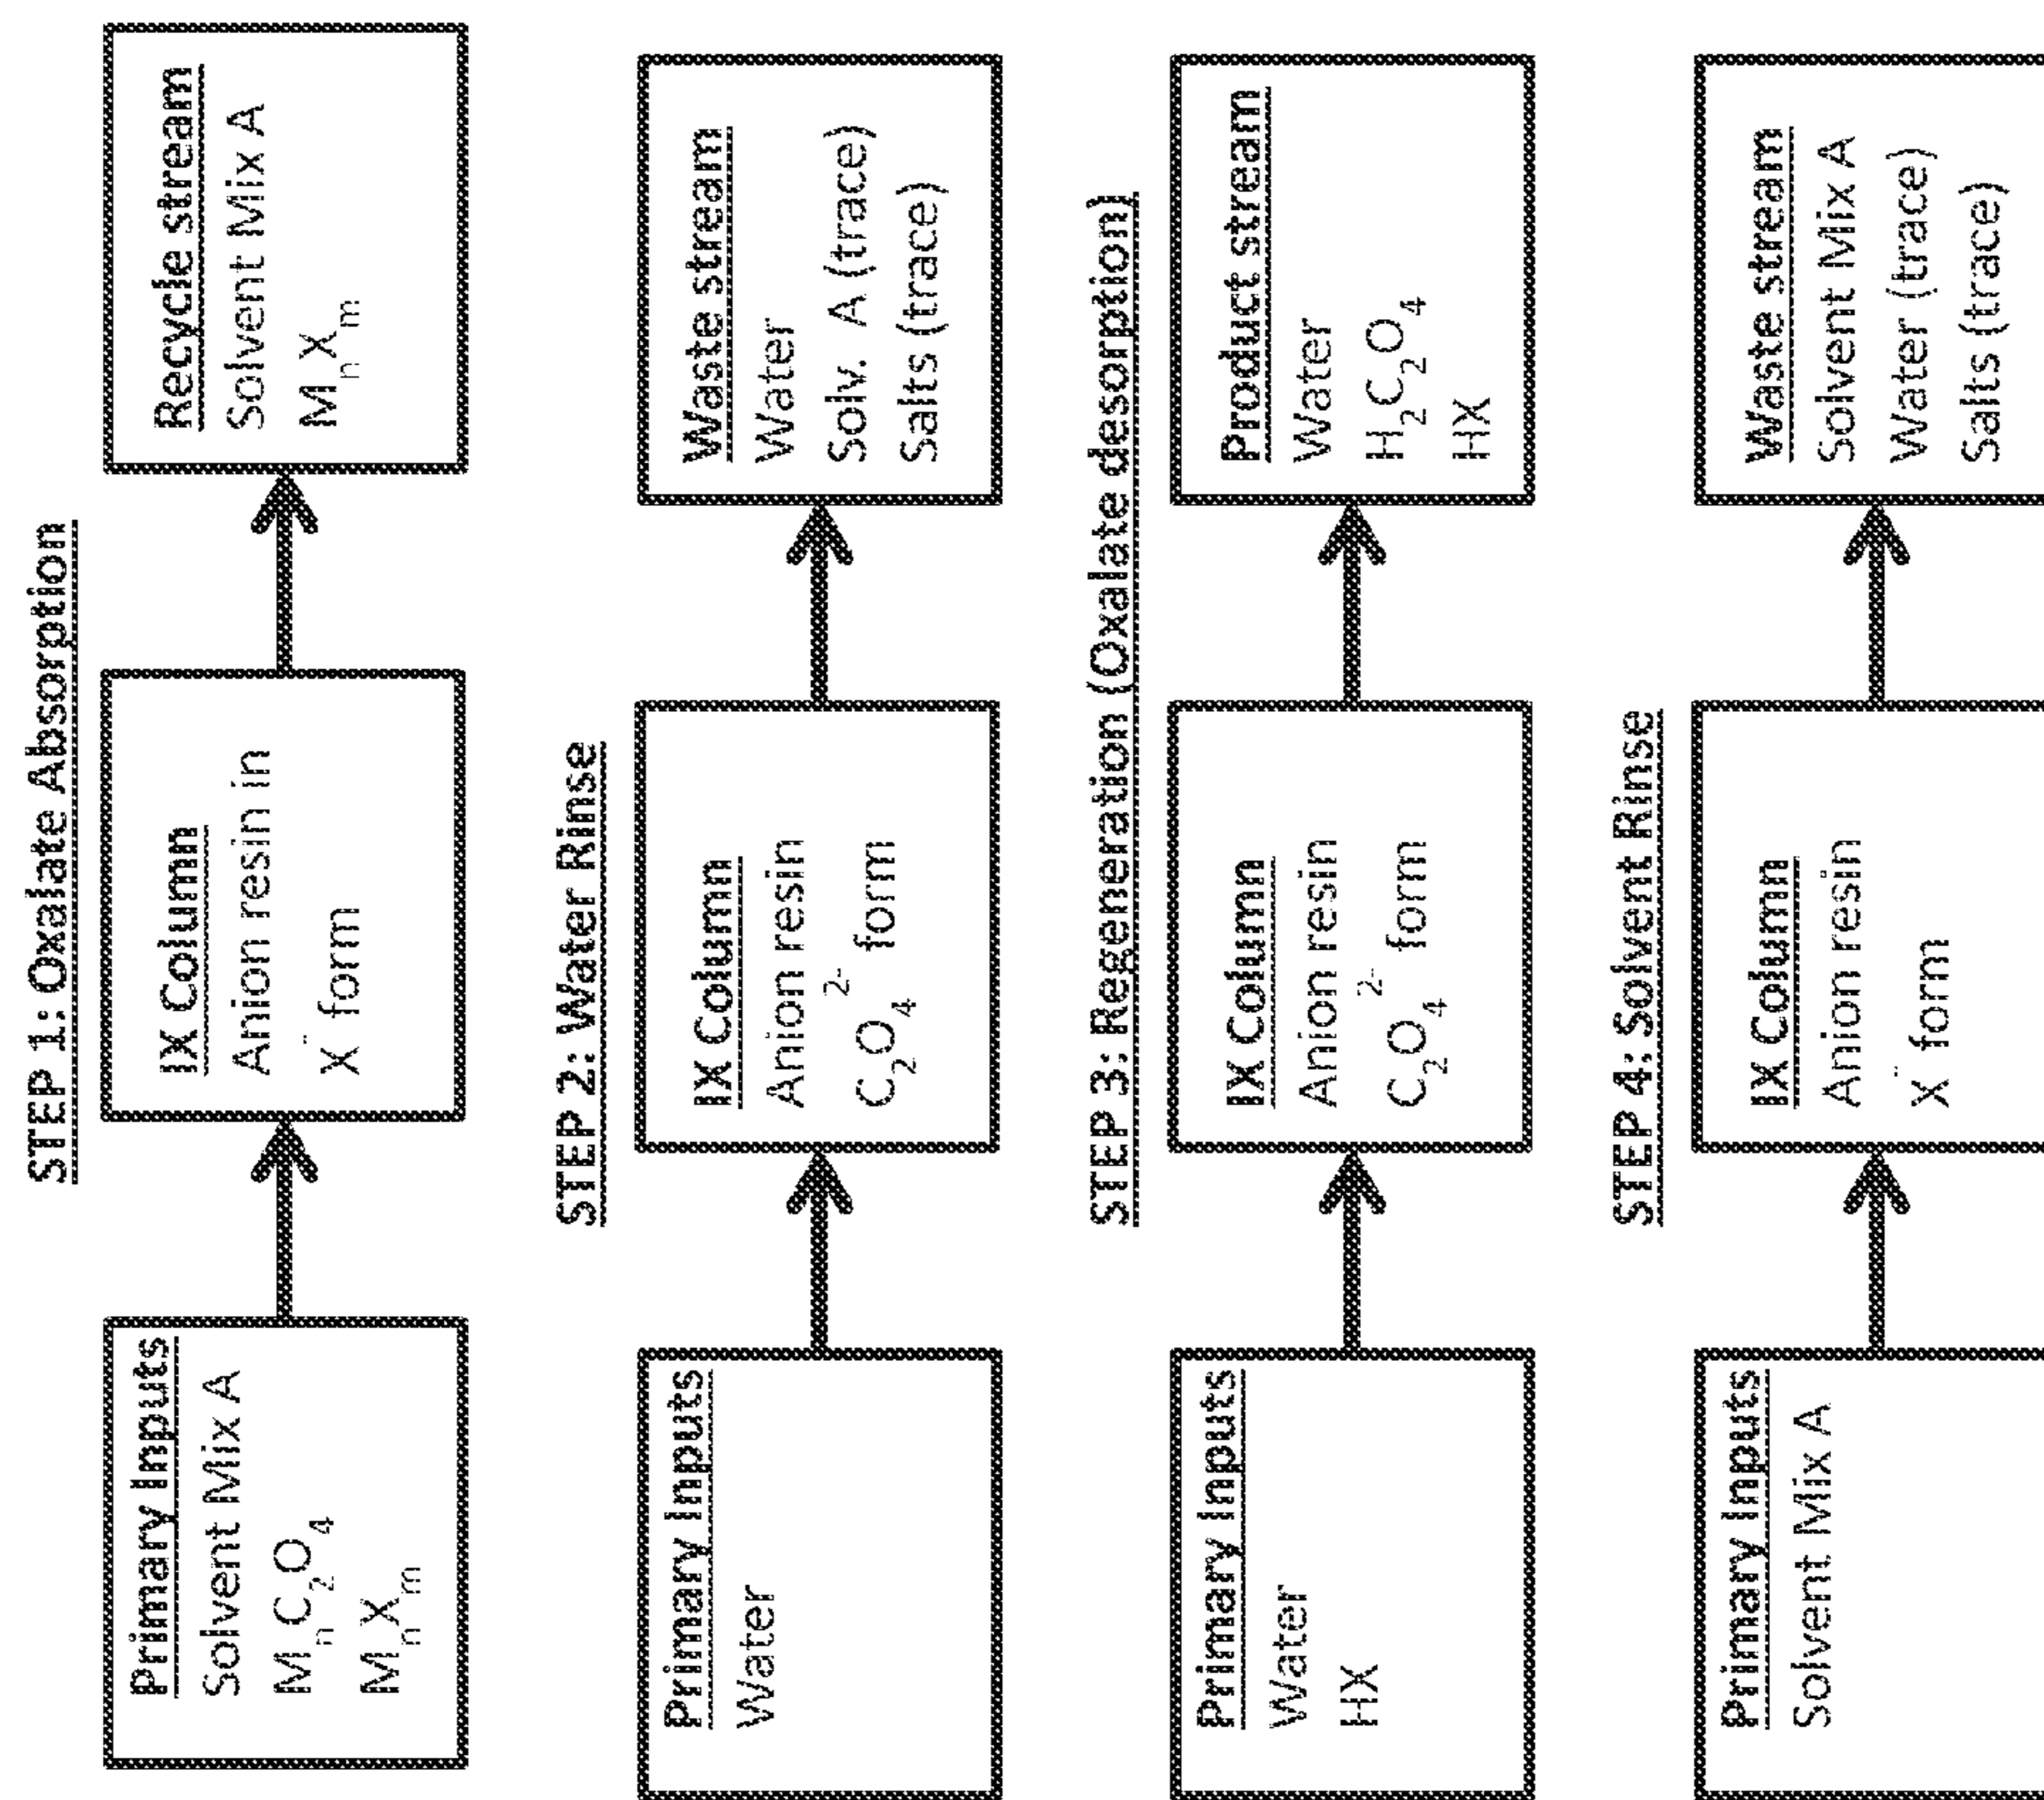 STEP 1: Oxalate Absorption
Primary Inputs
Solvent Mix A
MₙC₂O₄
MₙXₘ
IX Column
Anion resin in
X⁻ form
Recycle stream
Solvent Mix A
MₙXₘ
STEP 2: Water Rinse
Primary Inputs
Water
IX Column
Anion resin
C₂O₄²⁻ form
Waste stream
Water
Solv. A (trace)
Salts (trace)
STEP 3: Regeneration (Oxalate desorption)
Primary Inputs
Water
HX
IX Column
Anion resin
C₂O₄²⁻ form
Product stream
Water
H₂C₂O₄
HX
STEP 4: Solvent Rinse
Primary Inputs
Solvent Mix A
IX Column
Anion resin
X⁻ form
Waste stream
Solvent Mix A
Water (trace)
Salts (trace)